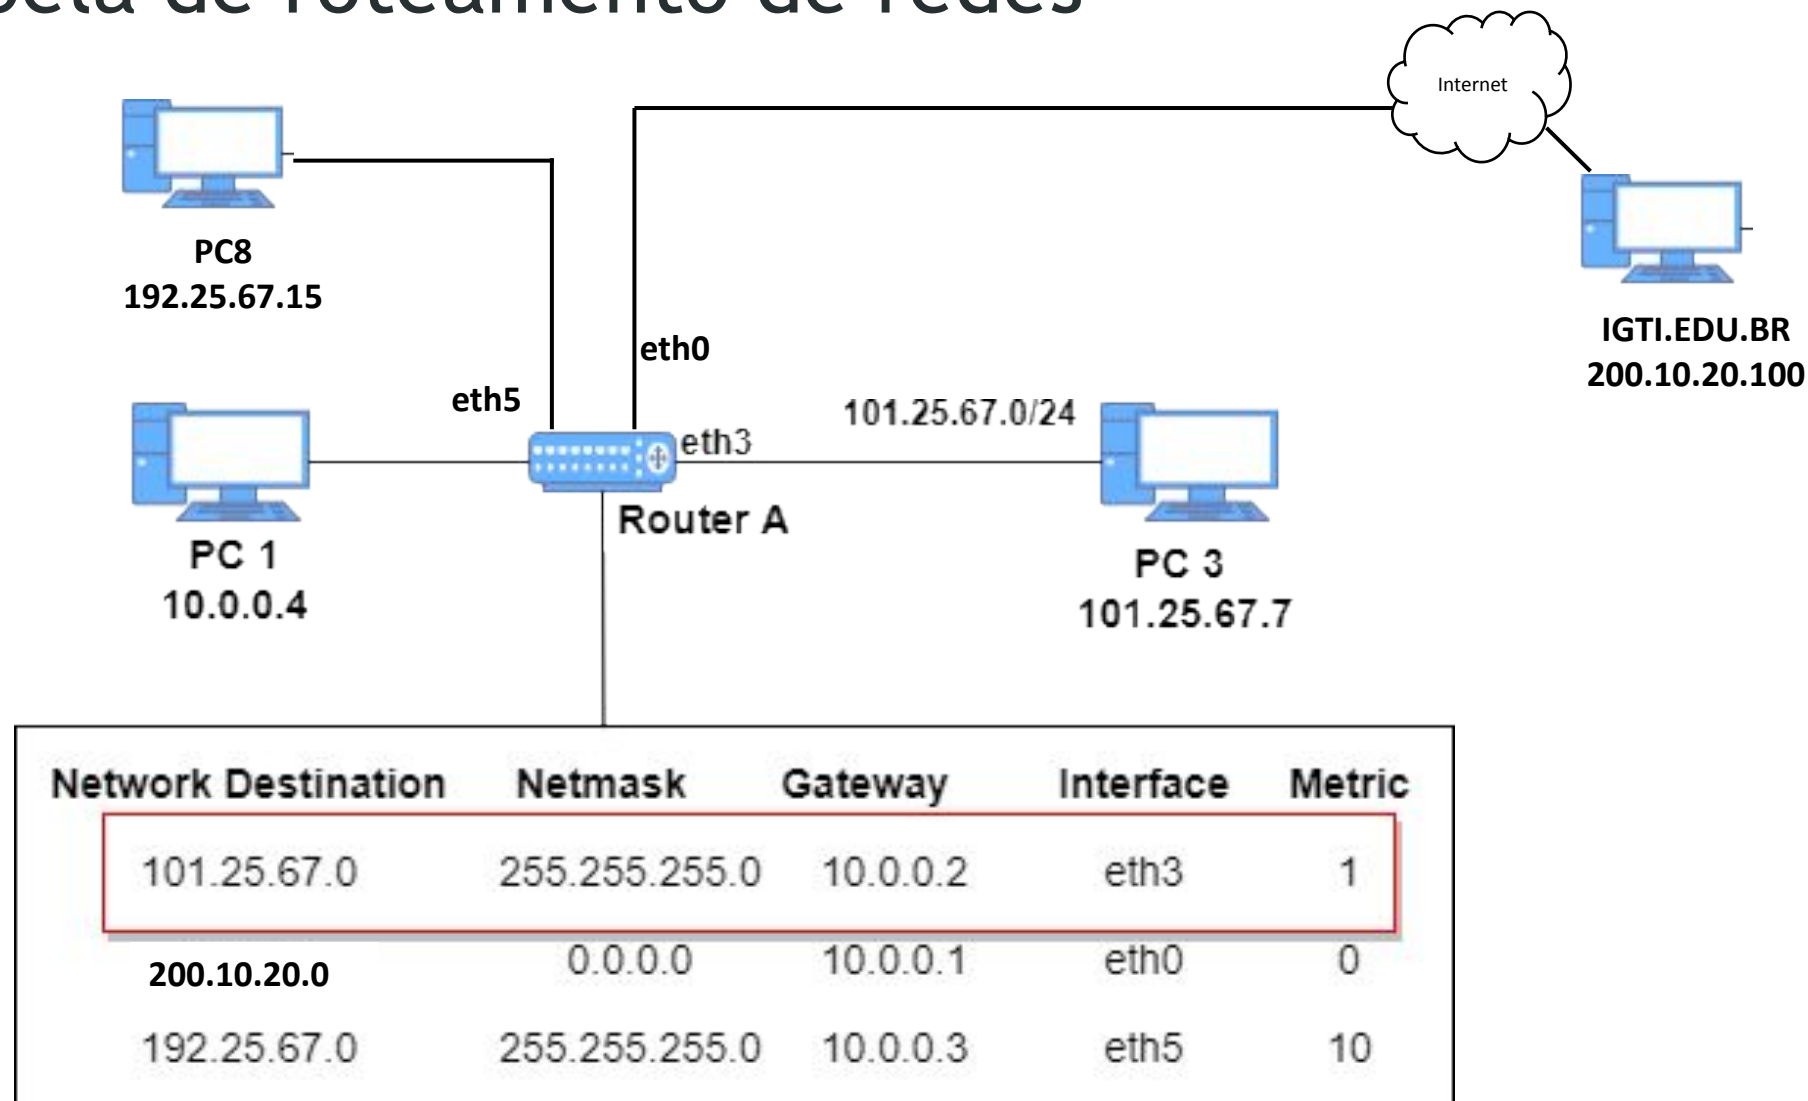 de roteamento de redes
Internet
PC8
192.25.67.15
IGTI.EDU.BR
200.10.20.100
eth0
eth5
101.25.67.0/24
eth3
Router A
PC 1
10.0.0.4
PC 3
101.25.67.7
Network Destination Netmask Gateway Interface Metric
101.25.67.0 255.255.255.0 10.0.0.2 eth3 1
200.10.20.0 0.0.0.0 10.0.0.1 eth0 0
192.25.67.0 255.255.255.0 10.0.0.3 eth5 10